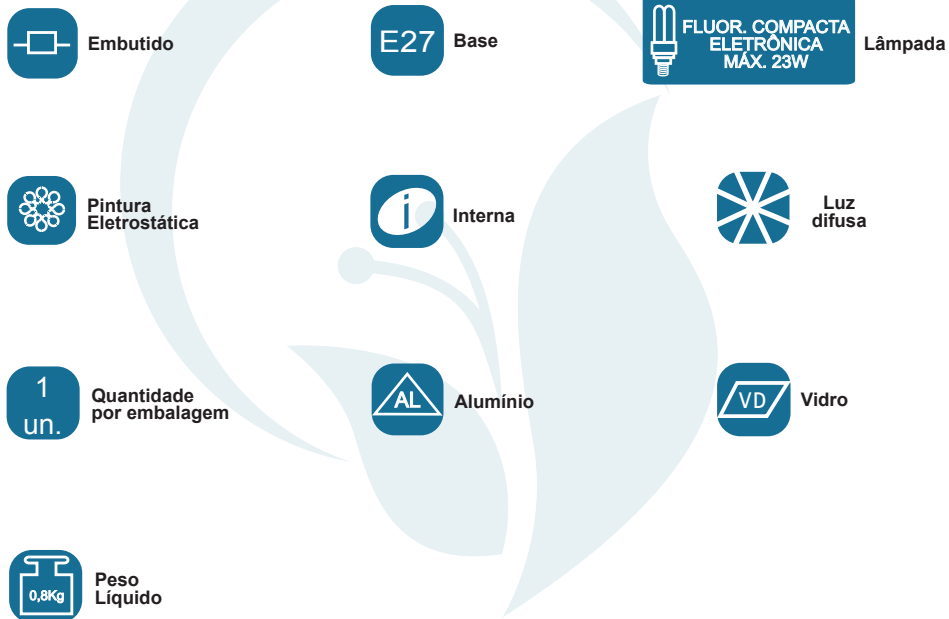 Embutido
E27
Base
FLUOR. COMPACTA
ELETRÔNICA
MÁX. 23W
Lâmpada
Pintura
Eletrostática
i
Interna
Luz
difusa
1
un.
Quantidade
por embalagem
AL
Alumínio
VD
Vidro
0,8Kg
Peso
Líquido